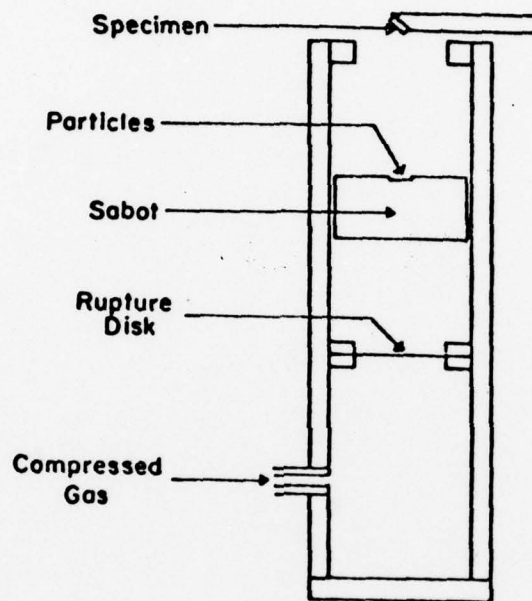 Specimen
Particles
Sabot
Rupture
Disk
Compressed
Gas